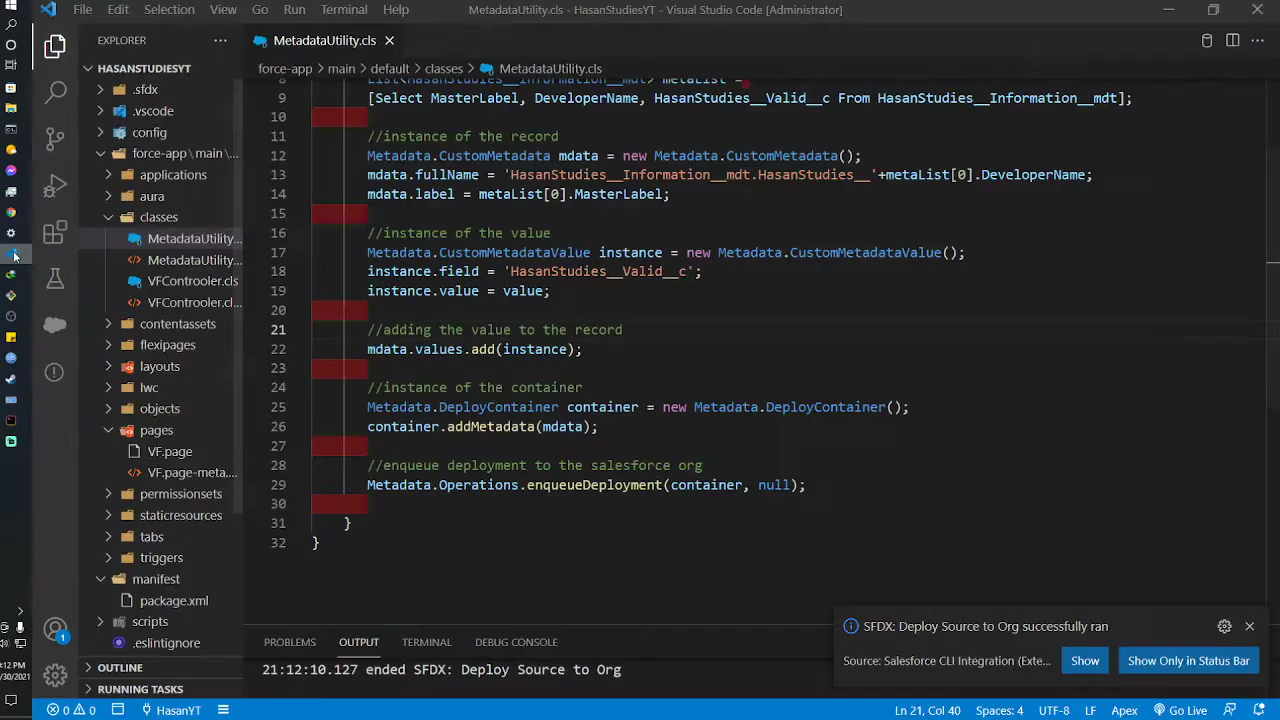 File Edit Selection View Go Run Terminal Help
MetadataUtility.cls - HasanStudiesYT - Visual Studio Code [Administrator]
EXPLORER
MetadataUtility.cls
HASANSTUDIESYT
force-app > main > default > classes > MetadataUtility.cls
.sfdx
.vscode
config
force-app\main\...
applications
aura
classes
MetadataUtility...
MetadataUtility...
VFControoler.cls
VFControoler.cl...
contentassets
flexipages
layouts
lwc
objects
pages
VF.page
VF.page-meta...
permissionsets
staticresources
tabs
triggers
manifest
package.xml
scripts
.eslintignore
OUTLINE
RUNNING TASKS
8 List<HasanStudies__Information__mdt> metaList =
9 [Select MasterLabel, DeveloperName, HasanStudies__Valid__c From HasanStudies__Information__mdt];
10
11 //instance of the record
12 Metadata.CustomMetadata mdata = new Metadata.CustomMetadata();
13 mdata.fullName = 'HasanStudies__Information__mdt.HasanStudies__'+metaList[0].DeveloperName;
14 mdata.label = metaList[0].MasterLabel;
15
16 //instance of the value
17 Metadata.CustomMetadataValue instance = new Metadata.CustomMetadataValue();
18 instance.field = 'HasanStudies__Valid__c';
19 instance.value = value;
20
21 //adding the value to the record
22 mdata.values.add(instance);
23
24 //instance of the container
25 Metadata.DeployContainer container = new Metadata.DeployContainer();
26 container.addMetadata(mdata);
27
28 //enqueue deployment to the salesforce org
29 Metadata.Operations.enqueueDeployment(container, null);
30
31 }
32 }
PROBLEMS OUTPUT TERMINAL DEBUG CONSOLE
21:12:10.127 ended SFDX: Deploy Source to Org
SFDX: Deploy Source to Org successfully ran
Source: Salesforce CLI Integration (Exte...
Show
Show Only in Status Bar
1
:12 PM
/30/2021
0 0 HasanYT
Ln 21, Col 40 Spaces: 4 UTF-8 LF Apex Go Live